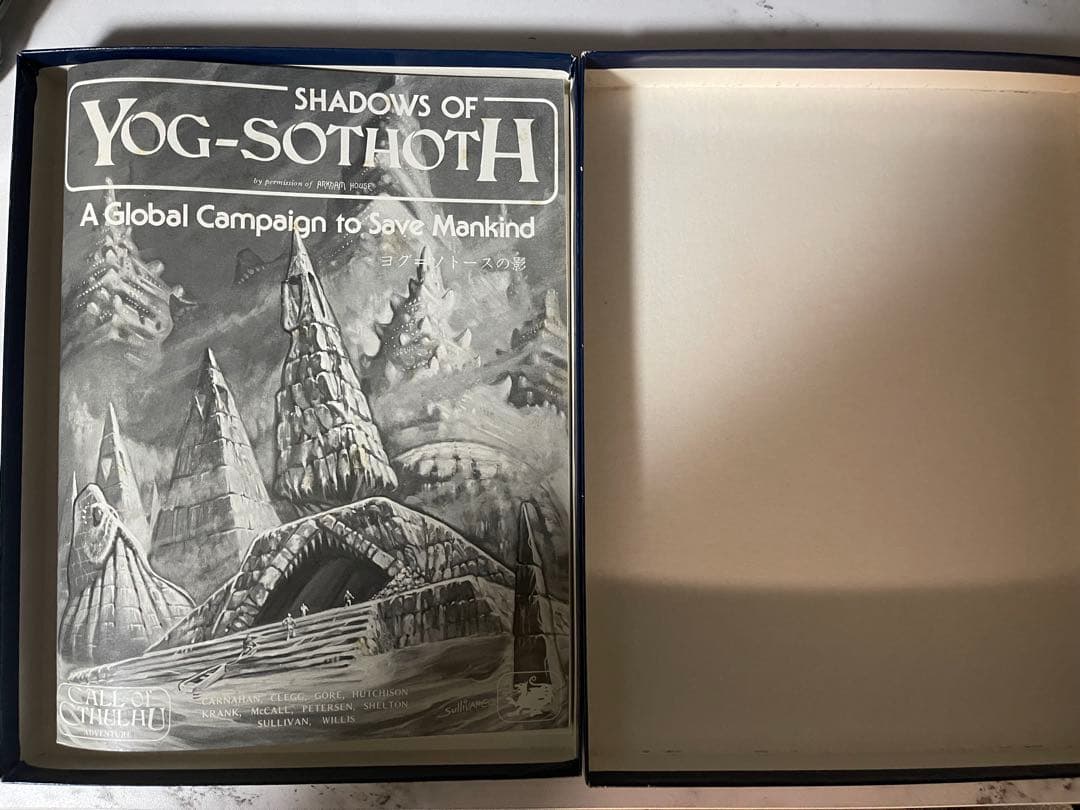 SHADOWS OF
YOG-SOTHOTH
by permission of ARKHAM HOUSE
A Global Campaign to Save Mankind
ヨグ=ソトースの影
CALL of
CTHULHU
ADVENTURE
CARNAHAN, CLEGG, GORE, HUTCHISON
KRANK, McCALL, PETERSEN, SHELTON
SULLIVAN, WILLIS